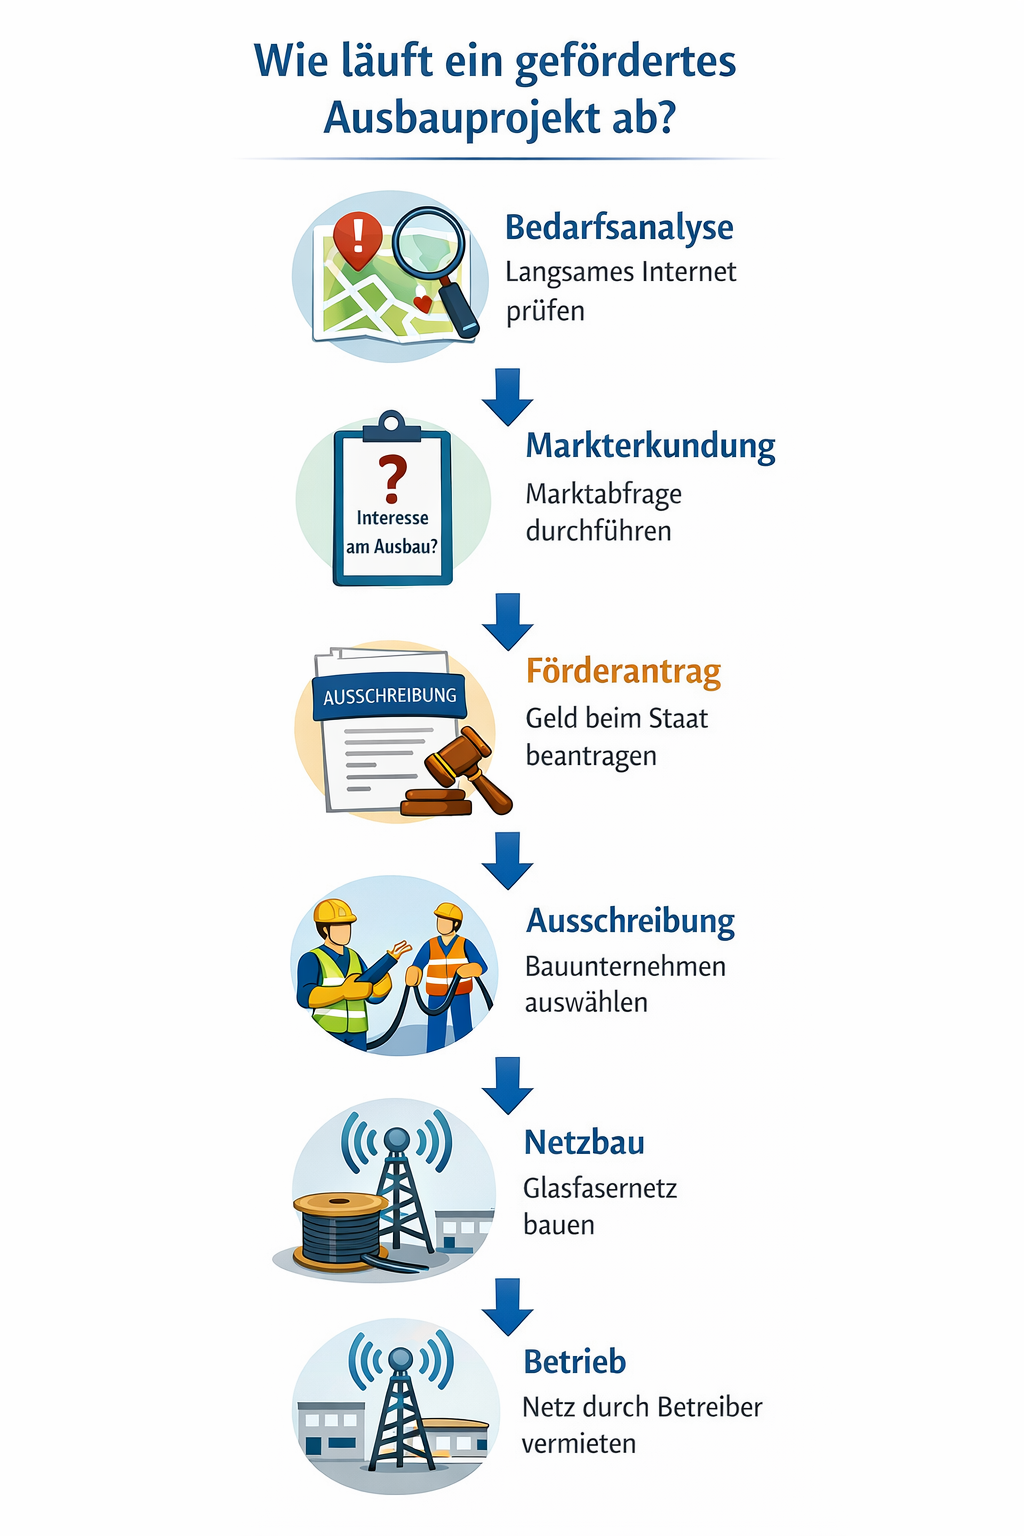 Wie läuft ein gefördertes
Ausbauprojekt ab?
Bedarfsanalyse
Langsames Internet
prüfen
Markterkundung
Marktabfrage
durchführen
?
Interesse
am Ausbau?
Förderantrag
Geld beim Staat
beantragen
AUSSCHREIBUNG
Ausschreibung
Bauunternehmen
auswählen
Netzbau
Glasfasernetz
bauen
Betrieb
Netz durch Betreiber
vermieten